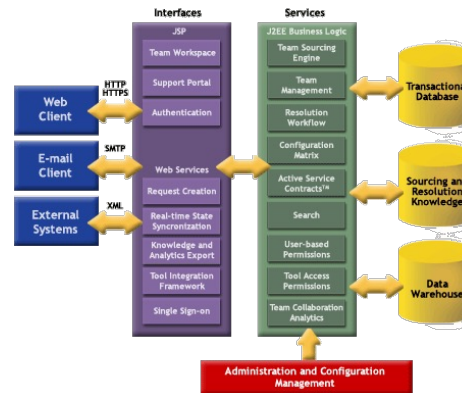 Interfaces
Services
JSP
J2EE Business Logic
Team Workspace
Support Portal
Authentication
Web Services
Request Creation
Real-time State
Syncronization
Knowledge and
Analytics Export
Tool Integration
Framework
Single Sign-on
Team Sourcing
Engine
Team
Management
Resolution
Workflow
Configuration
Matrix
Active Service
Contracts™
Search
User-based
Permissions
Tool Access
Permissions
Team Collaboration
Analytics
HTTP
HTTPS
Web
Client
SMTP
E-mail
Client
XML
External
Systems
Transactional
Database
Sourcing and
Resolution
Knowledge
Data
Warehouse
Administration and Configuration
Management